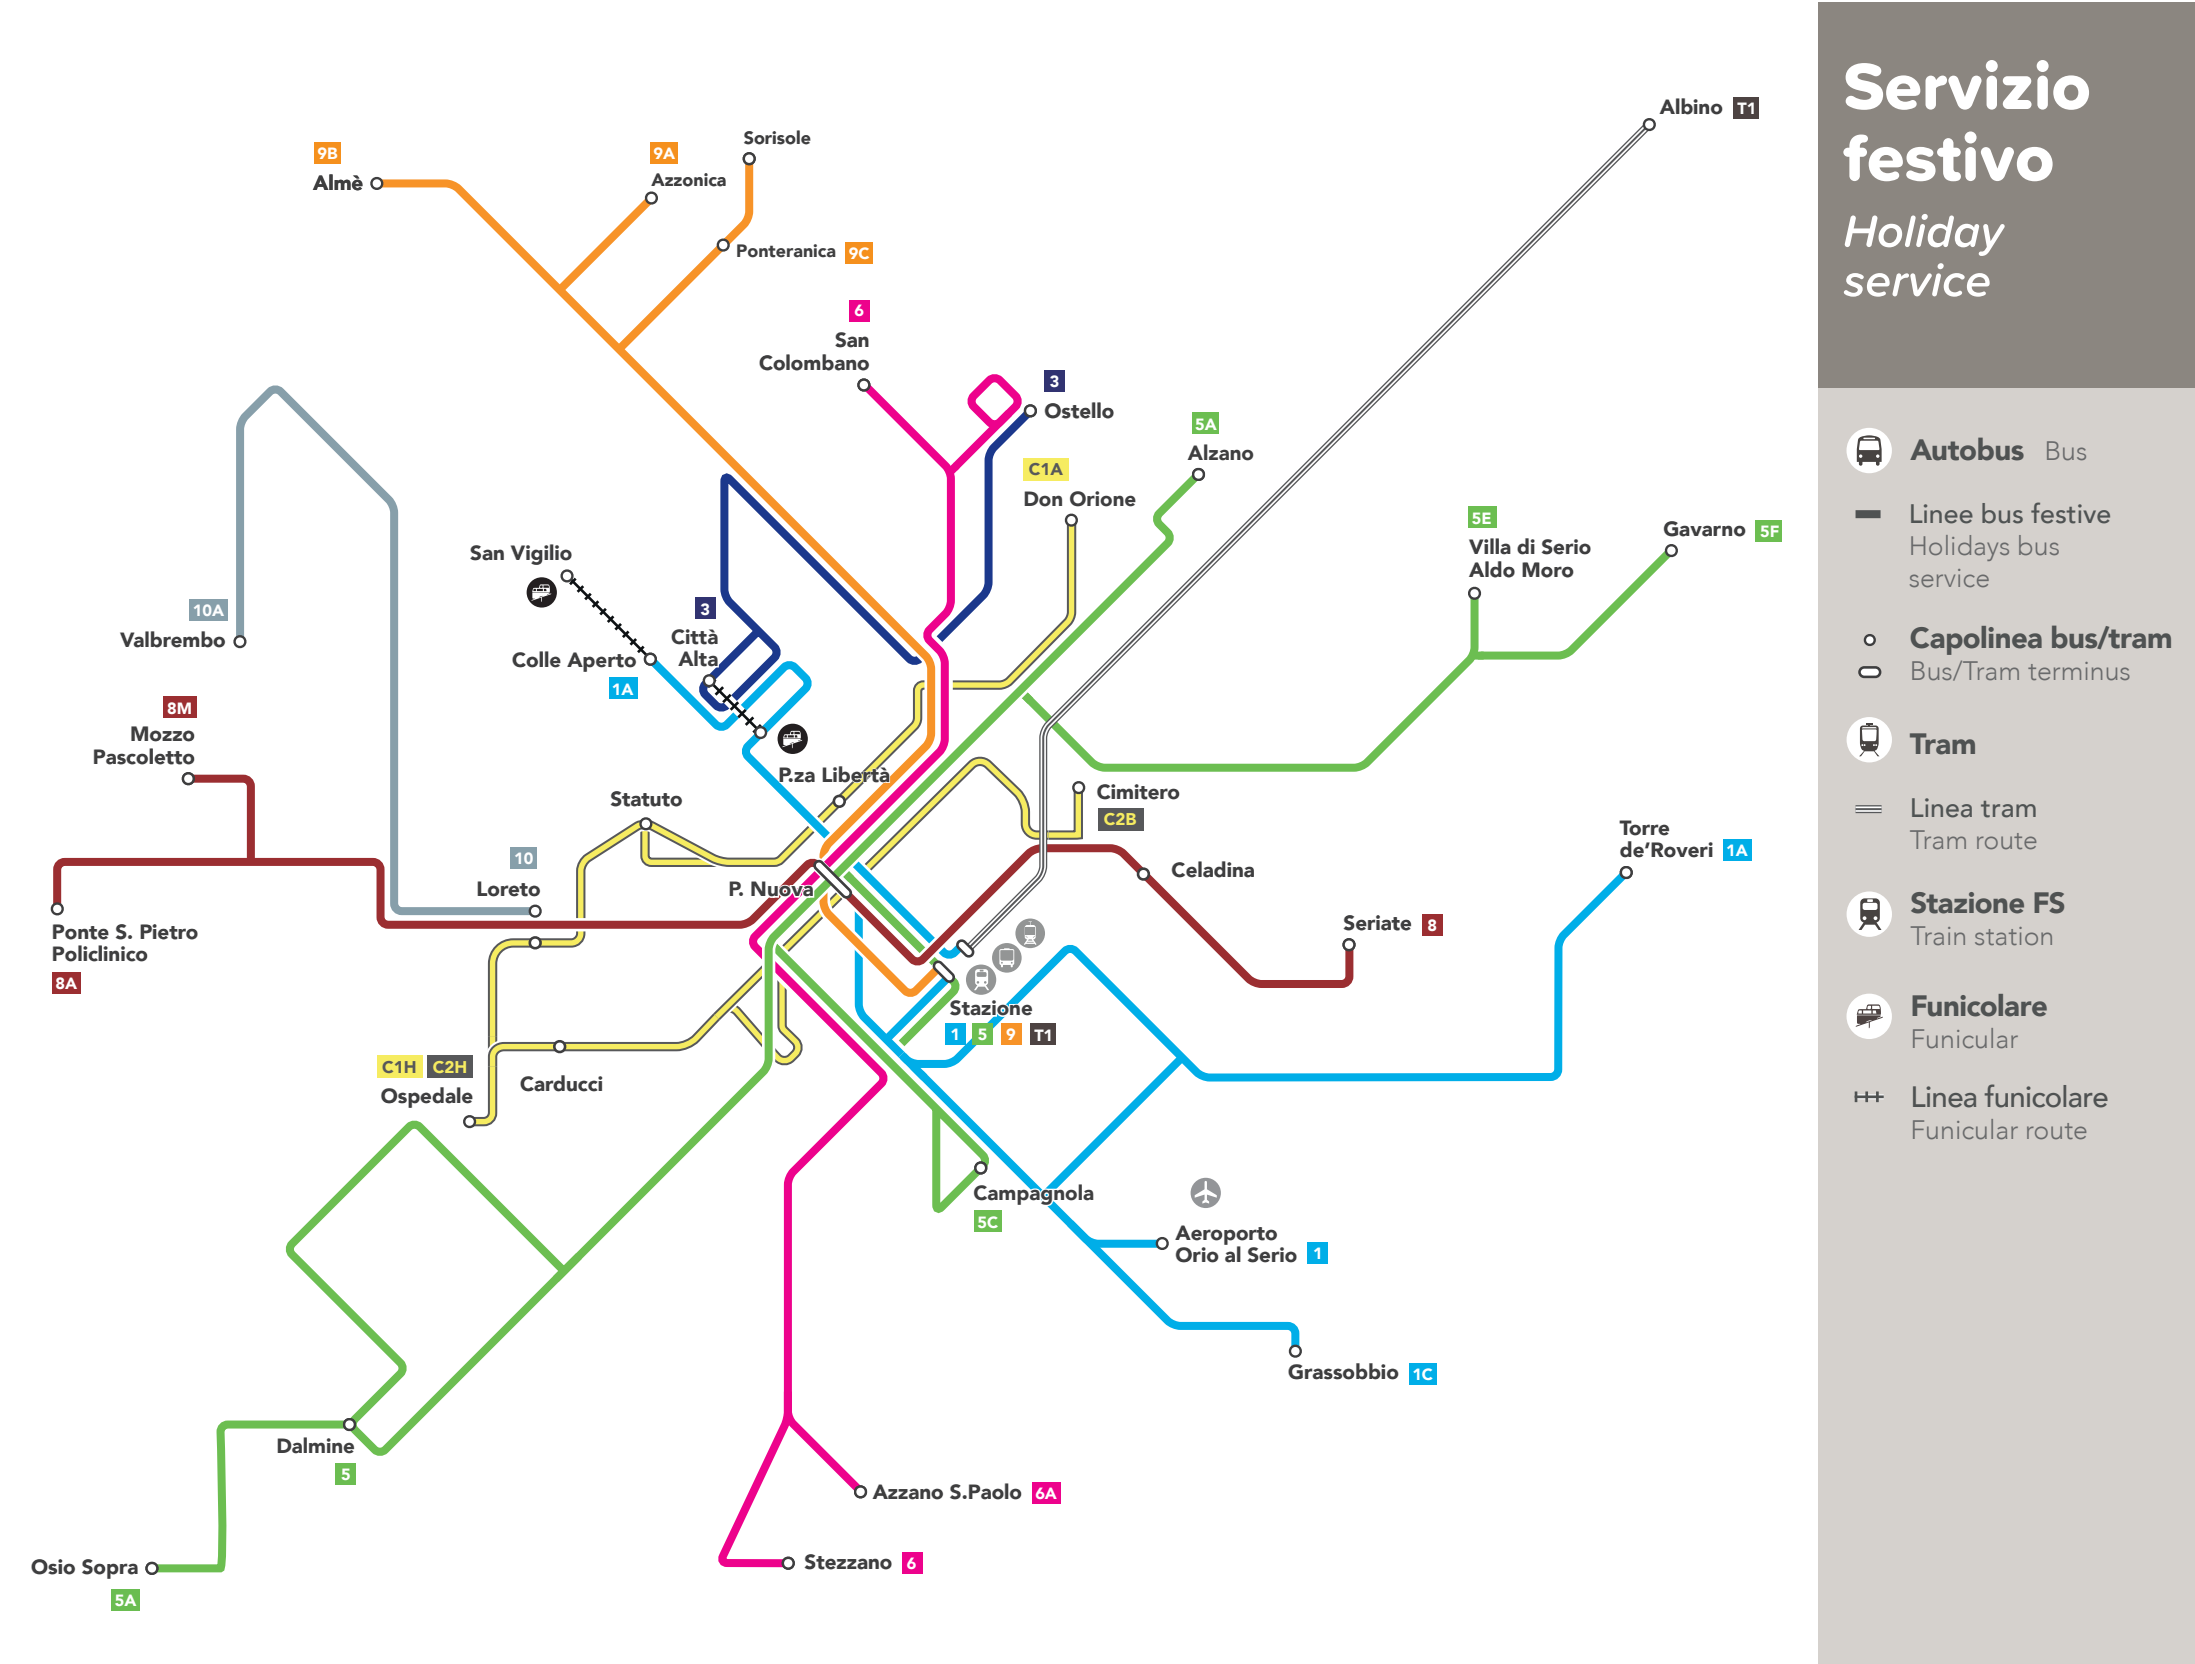 Servizio
festivo
Holiday
service
Autobus Bus
Linee bus festive
Holidays bus
service
Capolinea bus/tram
Bus/Tram terminus
Tram
Linea tram
Tram route
Stazione FS
Train station
Funicolare
Funicular
Linea funicolare
Funicular route
Albino T1
Sorisole
9B
Almè
9A
Azzonica
Ponteranica 9C
6
San
Colombano
3
Ostello
5A
Alzano
C1A
Don Orione
5E
Villa di Serio
Aldo Moro
Gavarno 5F
San Vigilio
10A
Valbrembo
3
Città
Alta
Colle Aperto
1A
8M
Mozzo
Pascoletto
P.za Libertà
Statuto
Cimitero
C2B
Torre
de'Roveri 1A
10
Loreto
P. Nuova
Celadina
Seriate 8
Ponte S. Pietro
Policlinico
8A
Stazione
1 5 9 T1
C1H C2H
Ospedale
Carducci
Campagnola
5C
Aeroporto
Orio al Serio 1
Grassobbio 1C
Dalmine
5
Azzano S.Paolo 6A
Stezzano 6
Osio Sopra
5A